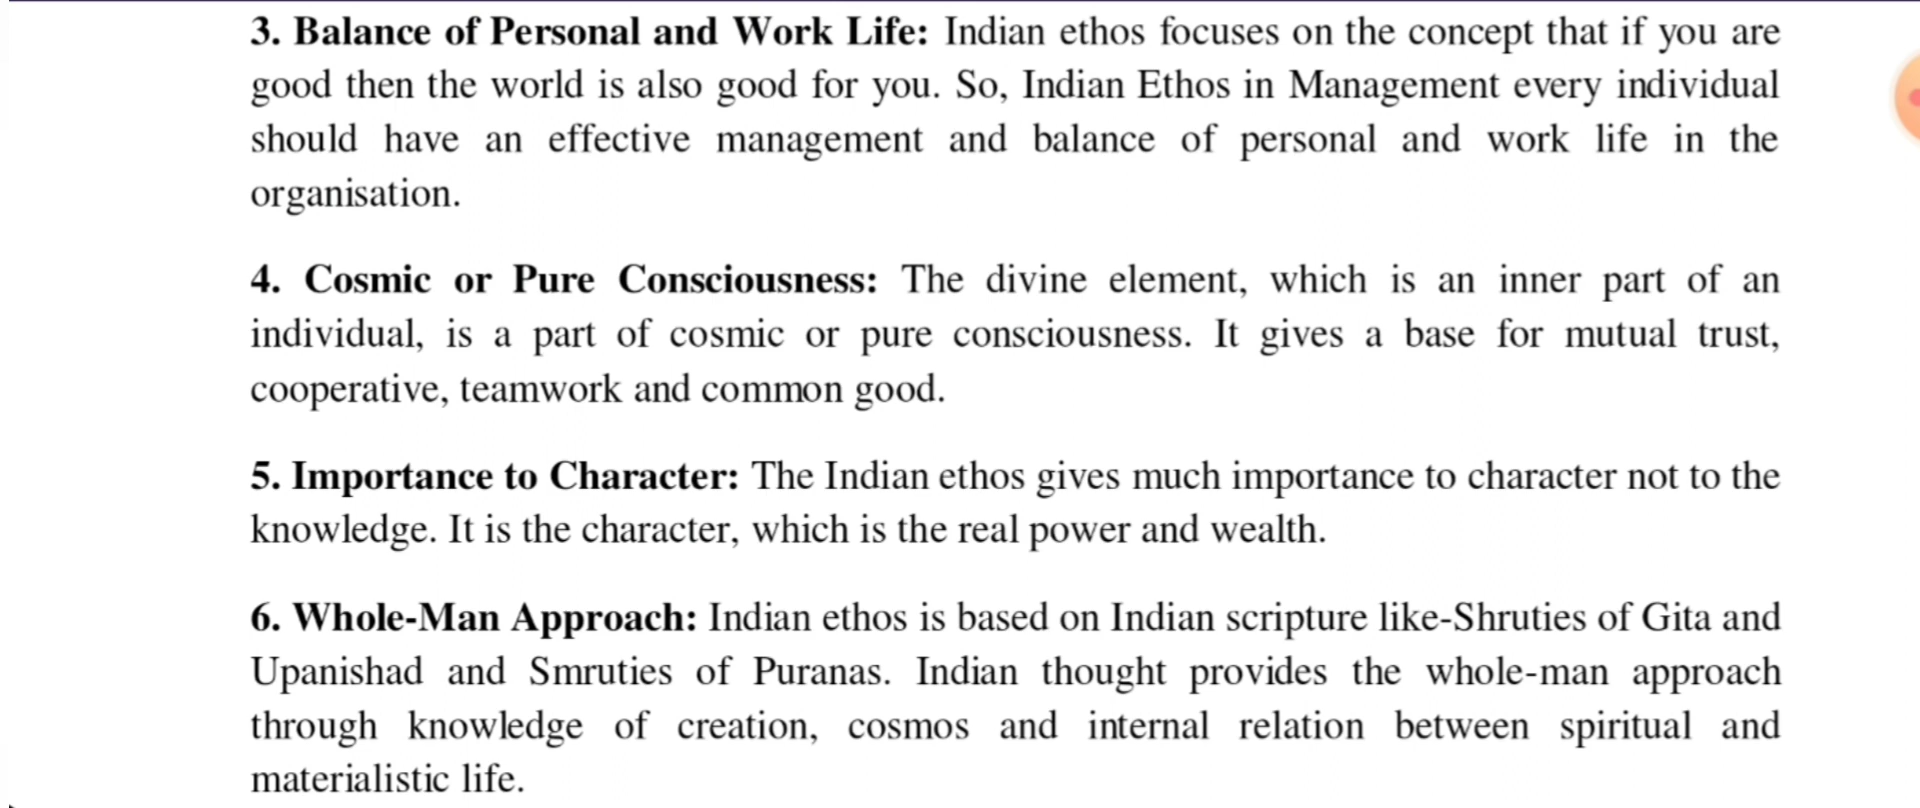 3. Balance of Personal and Work Life: Indian ethos focuses on the concept that if you are
good then the world is also good for you. So, Indian Ethos in Management every individual
should have an effective management and balance of personal and work life in the
organisation.
4. Cosmic or Pure Consciousness: The divine element, which is an inner part of an
individual, is a part of cosmic or pure consciousness. It gives a base for mutual trust,
cooperative, teamwork and common good.
5. Importance to Character: The Indian ethos gives much importance to character not to the
knowledge. It is the character, which is the real power and wealth.
6. Whole-Man Approach: Indian ethos is based on Indian scripture like-Shruties of Gita and
Upanishad and Smruties of Puranas. Indian thought provides the whole-man approach
through knowledge of creation, cosmos and internal relation between spiritual and
materialistic life.